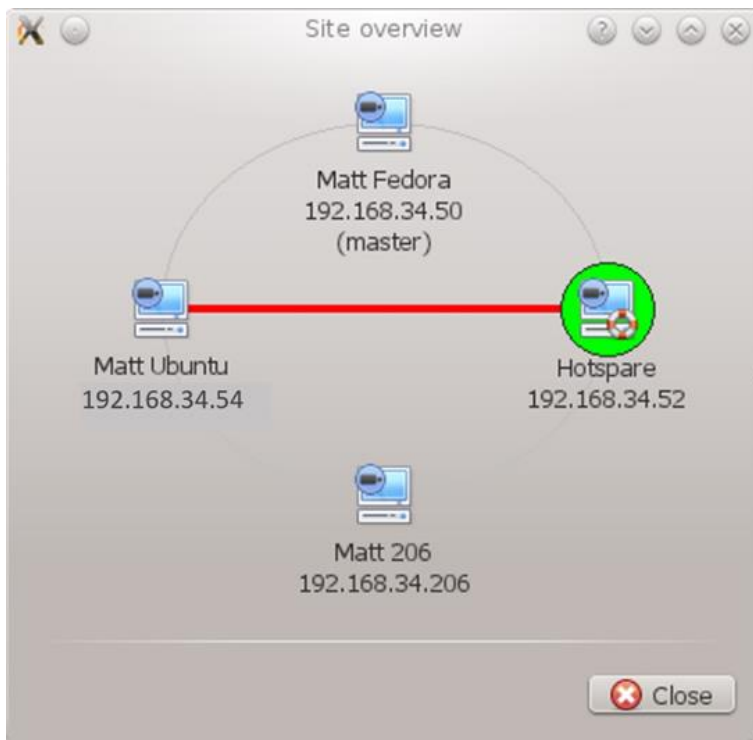 Site overview
Matt Fedora
192.168.34.50
(master)
Matt Ubuntu
192.168.34.54
Hotspare
192.168.34.52
Matt 206
192.168.34.206
Close